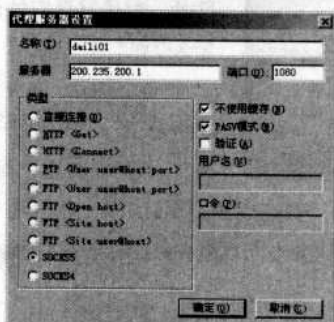 代理服务器设置
名称(T): daili01
服务器 200.235.200.1 端口(O): 1080
类型
直接连接(D)
HTTP <Get>
HTTP <Connect>
FTP <User user@host:port>
FTP <User user@host port>
FTP <Open host>
FTP <Site host>
FTP <Site user@host>
SOCKS5
SOCKS4
不使用缓存(N)
PASV模式(E)
验证(A)
用户名(U):
口令(P):
确定(O)
取消(C)